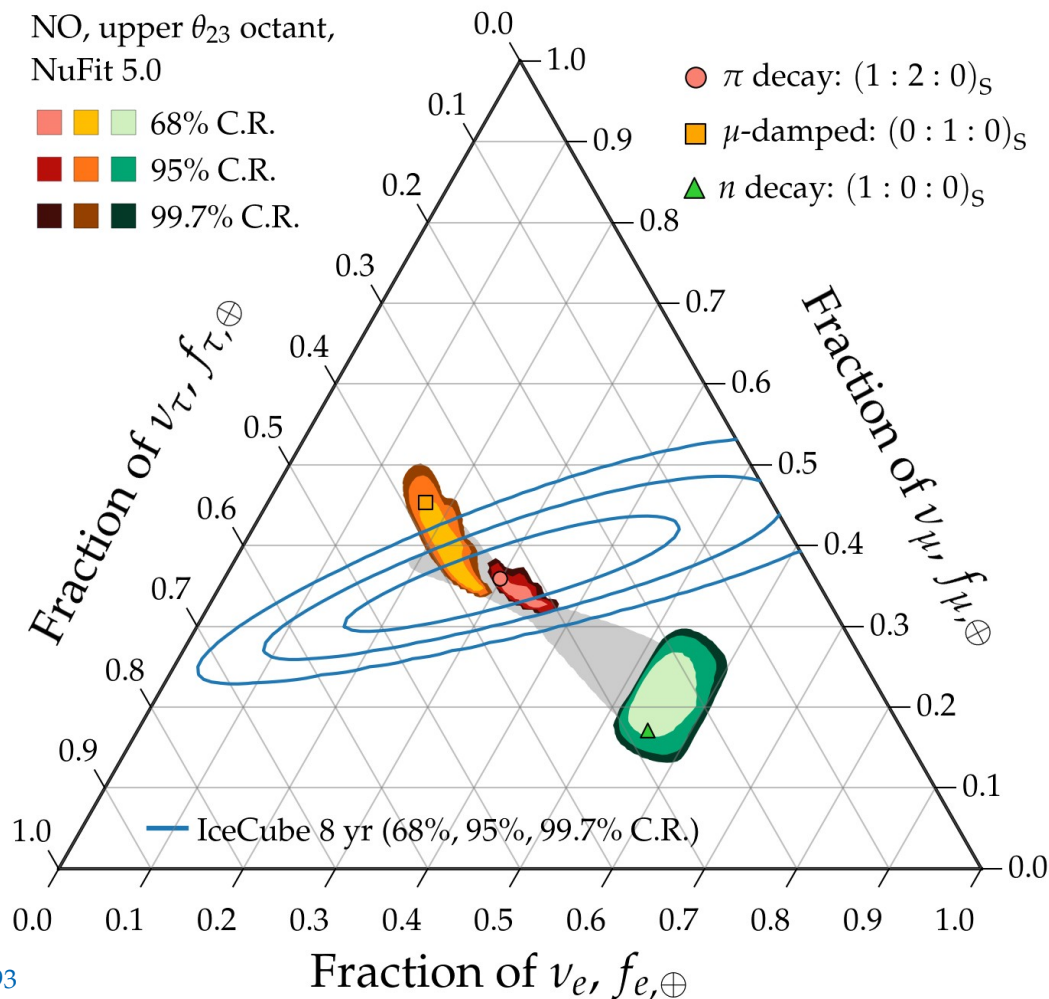 NO, upper θ₂₃ octant,
NuFit 5.0
68% C.R.
95% C.R.
99.7% C.R.
π decay: (1 : 2 : 0)S
μ-damped: (0 : 1 : 0)S
n decay: (1 : 0 : 0)S
0.0
0.1
0.2
0.3
0.4
0.5
0.6
0.7
0.8
0.9
1.0
Fraction of ντ, fτ,⊕
1.0
0.9
0.8
0.7
0.6
0.5
0.4
0.3
0.2
0.1
0.0
Fraction of νμ, fμ,⊕
IceCube 8 yr (68%, 95%, 99.7% C.R.)
0.0 0.1 0.2 0.3 0.4 0.5 0.6 0.7 0.8 0.9 1.0
Fraction of νe, fe,⊕